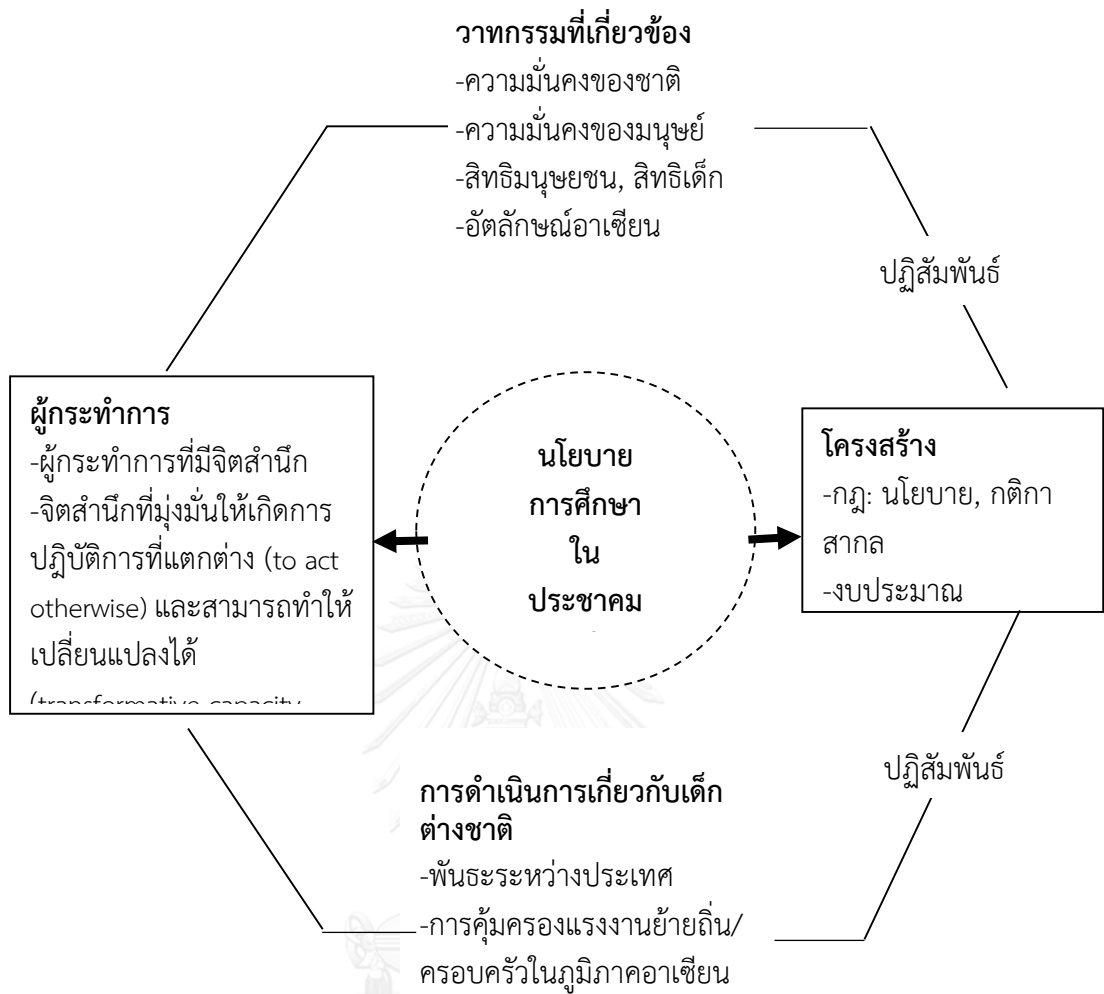 วาทกรรมที่เกี่ยวข้อง
-ความมั่นคงของชาติ
-ความมั่นคงของมนุษย์
-สิทธิมนุษยชน, สิทธิเด็ก
-อัตลักษณ์อาเซียน
ปฏิสัมพันธ์
ผู้กระทำการ
-ผู้กระทำการที่มีจิตสำนึก
-จิตสำนึกที่มุ่งมั่นให้เกิดการ
ปฎิบัติการที่แตกต่าง (to act
otherwise) และสามารถทำให้
เปลี่ยนแปลงได้
(transformative capacity
นโยบาย
การศึกษา
ใน
ประชาคม
โครงสร้าง
-กฎ: นโยบาย, กติกา
สากล
-งบประมาณ
ปฏิสัมพันธ์
การดำเนินการเกี่ยวกับเด็ก
ต่างชาติ
-พันธะระหว่างประเทศ
-การคุ้มครองแรงงานย้ายถิ่น/
ครอบครัวในภูมิภาคอาเซียน